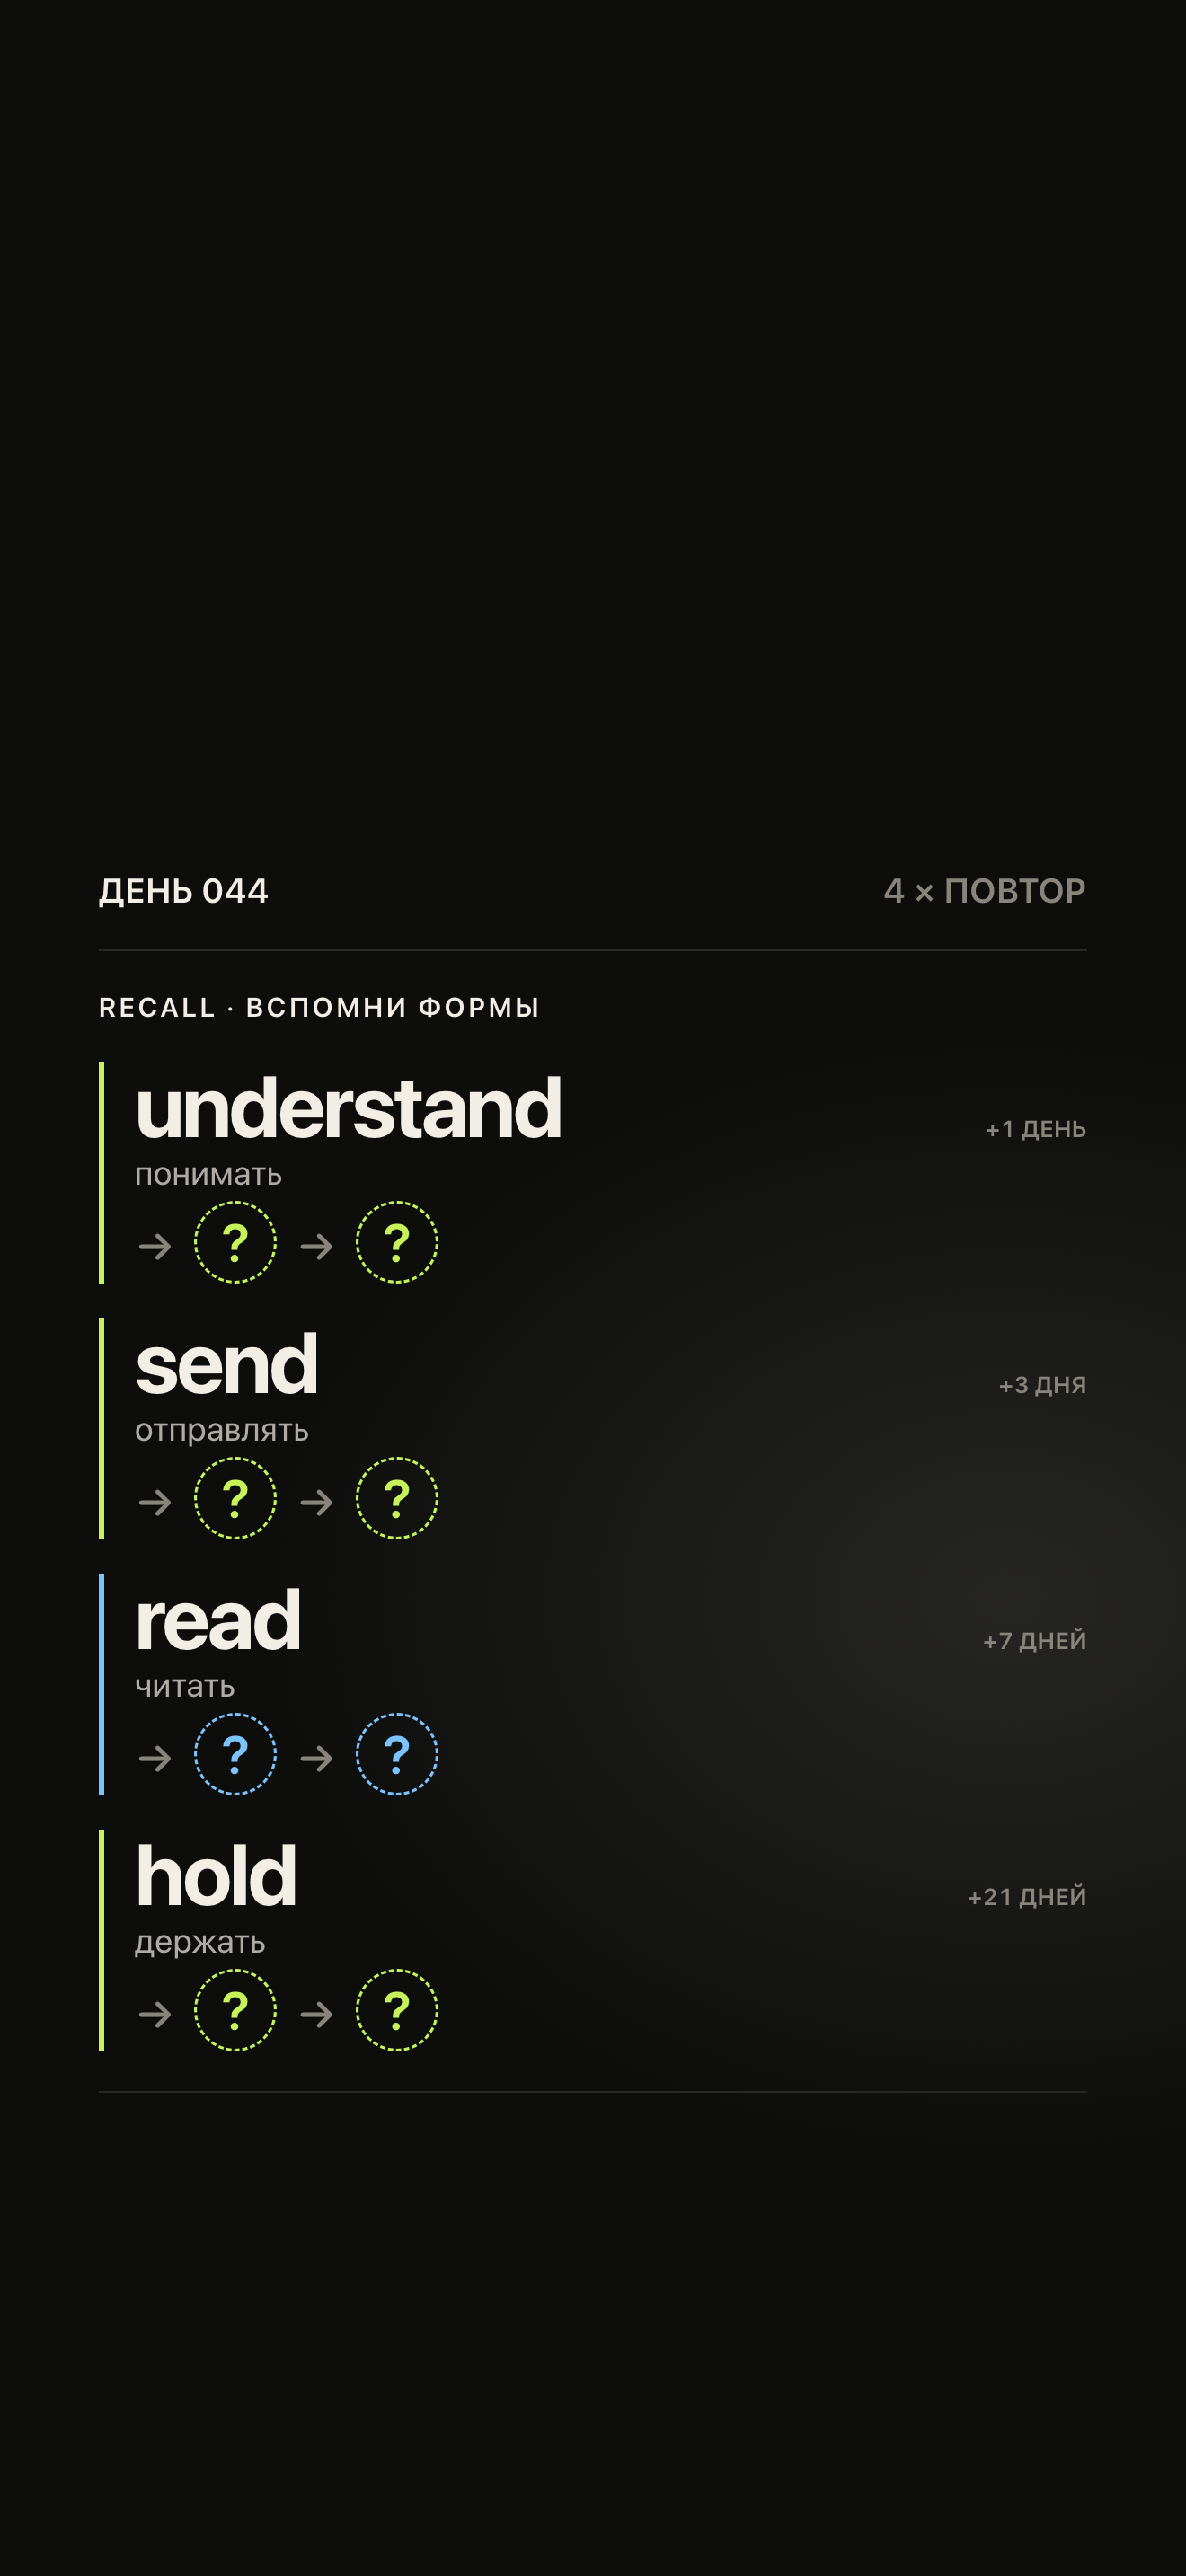 ДЕНЬ 044
4 × ПОВТОР
RECALL · ВСПОМНИ ФОРМЫ
understand
+1 ДЕНЬ
понимать
→ ? → ?
send
+3 ДНЯ
отправлять
→ ? → ?
read
+7 ДНЕЙ
читать
→ ? → ?
hold
+21 ДНЕЙ
держать
→ ? → ?